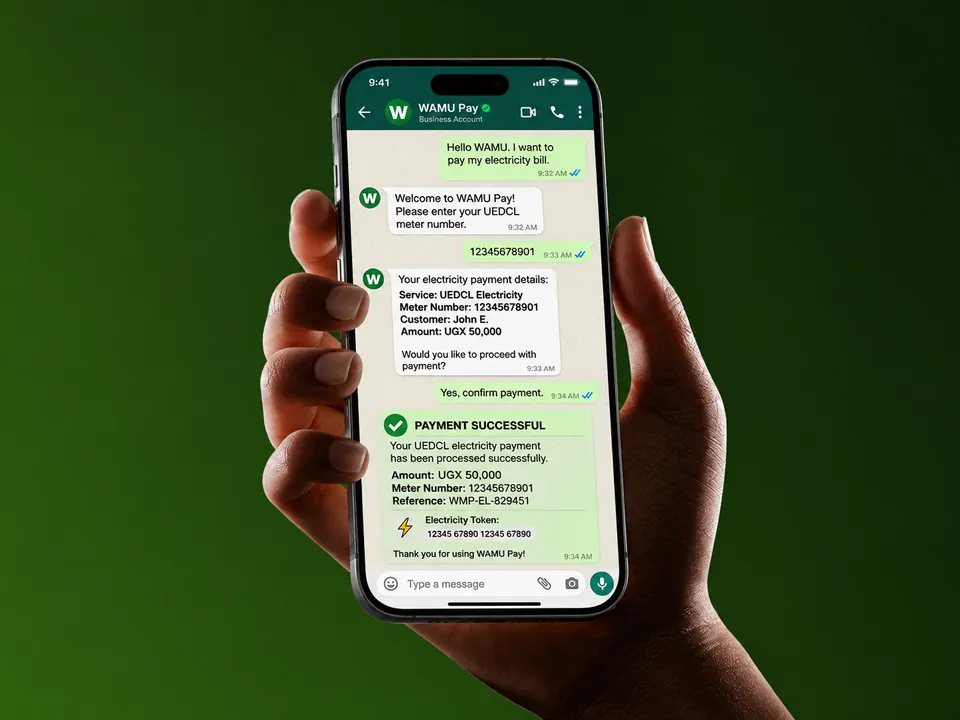 9:41
W
WAMU Pay
Business Account
Hello WAMU. I want to
pay my electricity bill.
9:32 AM
W
Welcome to WAMU Pay!
Please enter your UEDCL
meter number.
9:32 AM
12345678901
9:33 AM
W
Your electricity payment details:
Service: UEDCL Electricity
Meter Number: 12345678901
Customer: John E.
Amount: UGX 50,000
Would you like to proceed with
payment?
9:33 AM
Yes, confirm payment.
9:34 AM
PAYMENT SUCCESSFUL
Your UEDCL electricity payment
has been processed successfully.
Amount: UGX 50,000
Meter Number: 12345678901
Reference: WMP-EL-829451
Electricity Token:
12345 67890 12345 67890
Thank you for using WAMU Pay!
9:34 AM
Type a message